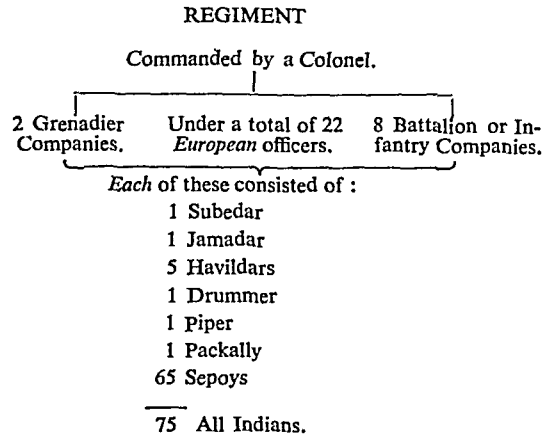 REGIMENT
Commanded by a Colonel.
2 Grenadier Companies.
Under a total of 22 European officers.
8 Battalion or In-
fantry Companies.
Each of these consisted of :
1 Subedar
1 Jamadar
5 Havildars
1 Drummer
1 Piper
1 Packally
65 Sepoys
75 All Indians.